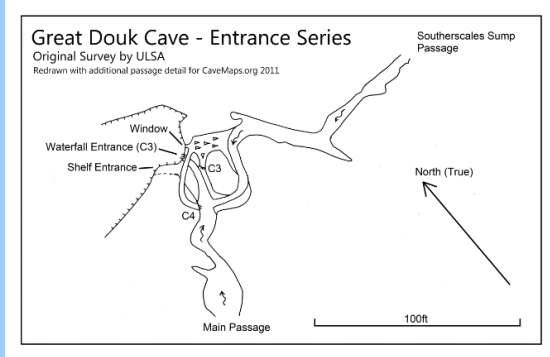 Great Douk Cave - Entrance Series
Original Survey by ULSA
Redrawn with additional passage detail for CaveMaps.org 2011
Southerscales Sump
Passage
Window
Waterfall Entrance (C3)
Shelf Entrance
C3
North (True)
C4
100ft
Main Passage